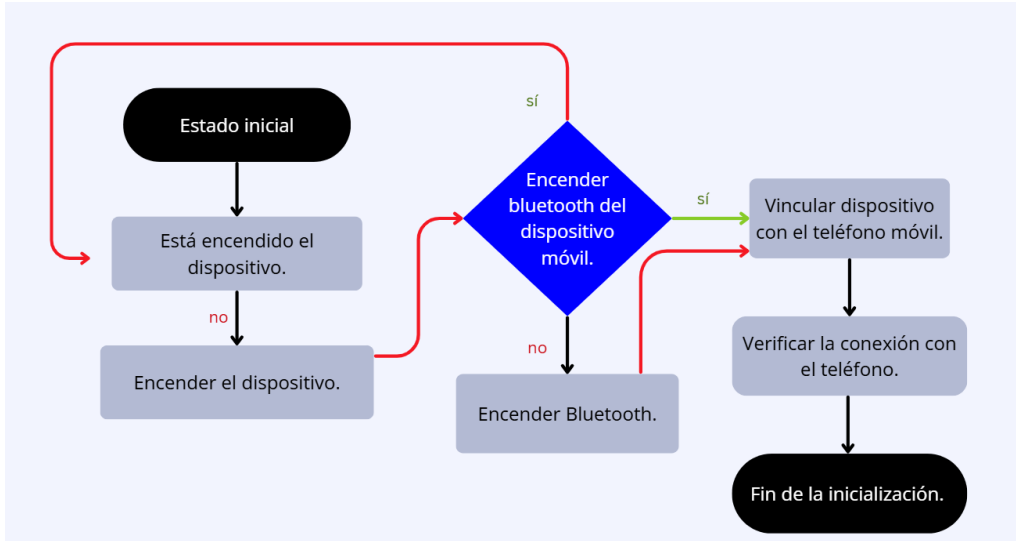 Estado inicial
Está encendido el
dispositivo.
no
Encender el dispositivo.
sí
Encender
bluetooth del
dispositivo
móvil.
no
Encender Bluetooth.
sí
Vincular dispositivo
con el teléfono móvil.
Verificar la conexión con
el teléfono.
Fin de la inicialización.